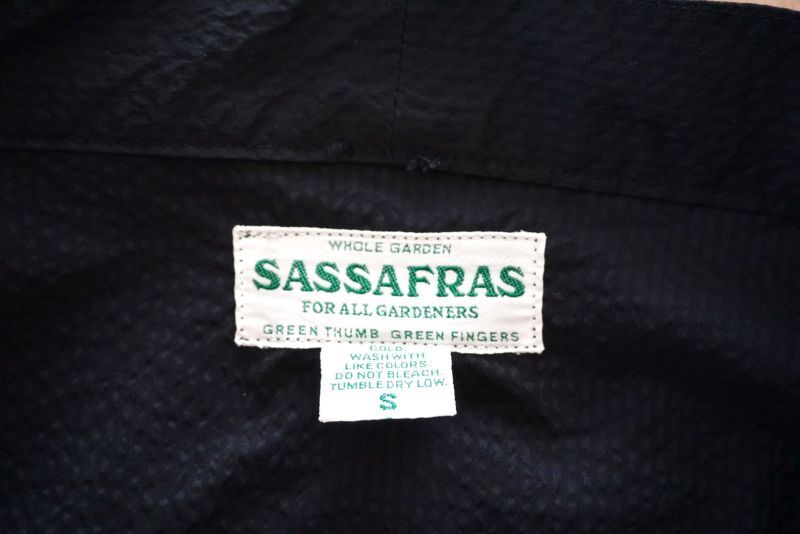 WHOLE GARDEN
SASSAFRAS
FOR ALL GARDENERS
GREEN THUMB GREEN FINGERS
COLD.
WASH WITH
LIKE COLORS.
DO NOT BLEACH.
TUMBLE DRY LOW.
S